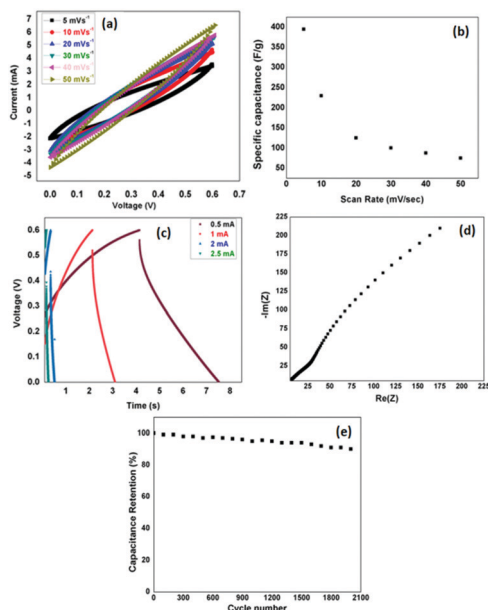 (a)
5 mVs⁻¹
10 mVs⁻¹
20 mVs⁻¹
30 mVs⁻¹
40 mVs⁻¹
50 mVs⁻¹
Current (mA)
7
6
5
4
3
2
1
0
-1
-2
-3
-4
-5
0.0 0.1 0.2 0.3 0.4 0.5 0.6 0.7
Voltage (V)
(b)
Specific capacitance (F/g)
400
350
300
250
200
150
100
50
0 10 20 30 40 50
Scan Rate (mV/sec)
(c)
0.5 mA
1 mA
2 mA
2.5 mA
Voltage (V)
0.6
0.5
0.4
0.3
0.2
0.1
0.0
1 2 3 4 5 6 7 8
Time (s)
(d)
-Im(Z)
225
200
175
150
125
100
75
50
25
25 50 75 100 125 150 175 200 225
Re(Z)
(e)
Capacitance Retention (%)
100
80
60
40
20
0
0 300 600 900 1200 1500 1800 2100
Cycle number